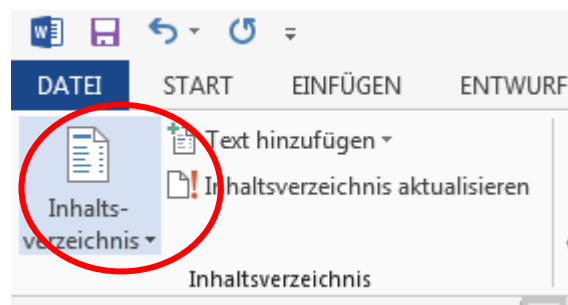 DATEI START EINFÜGEN ENTWURF
Text hinzufügen
Inhaltsverzeichnis aktualisieren
Inhalts-
verzeichnis
Inhaltsverzeichnis